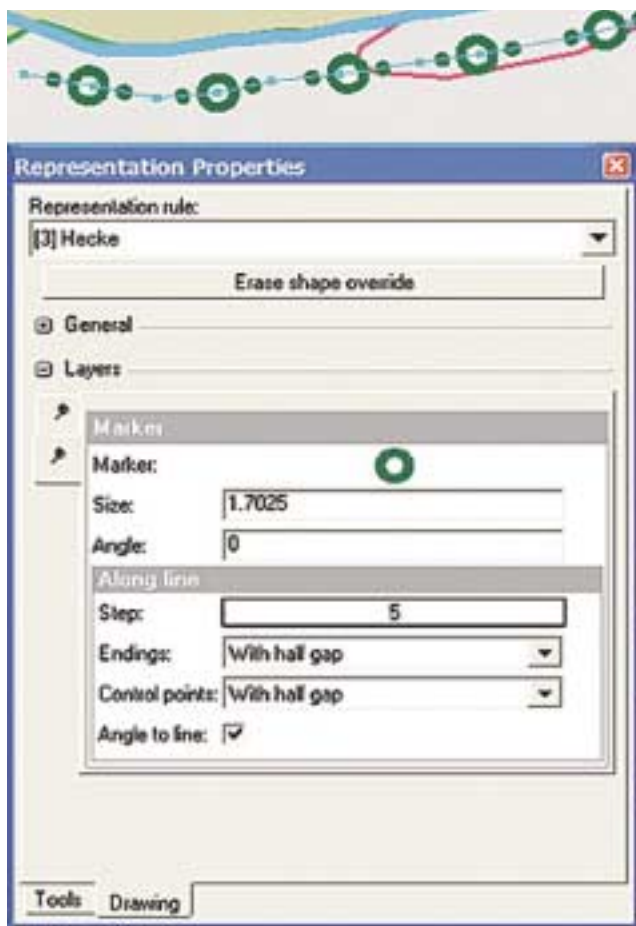 Representation Properties
Representation rule:
[3] Hecke
Erase shape override
General
Layers
Marker
Marker:
Size: 1.7025
Angle: 0
Along line
Step: 5
Endings: With half gap
Control points: With half gap
Angle to line:
Tools Drawing